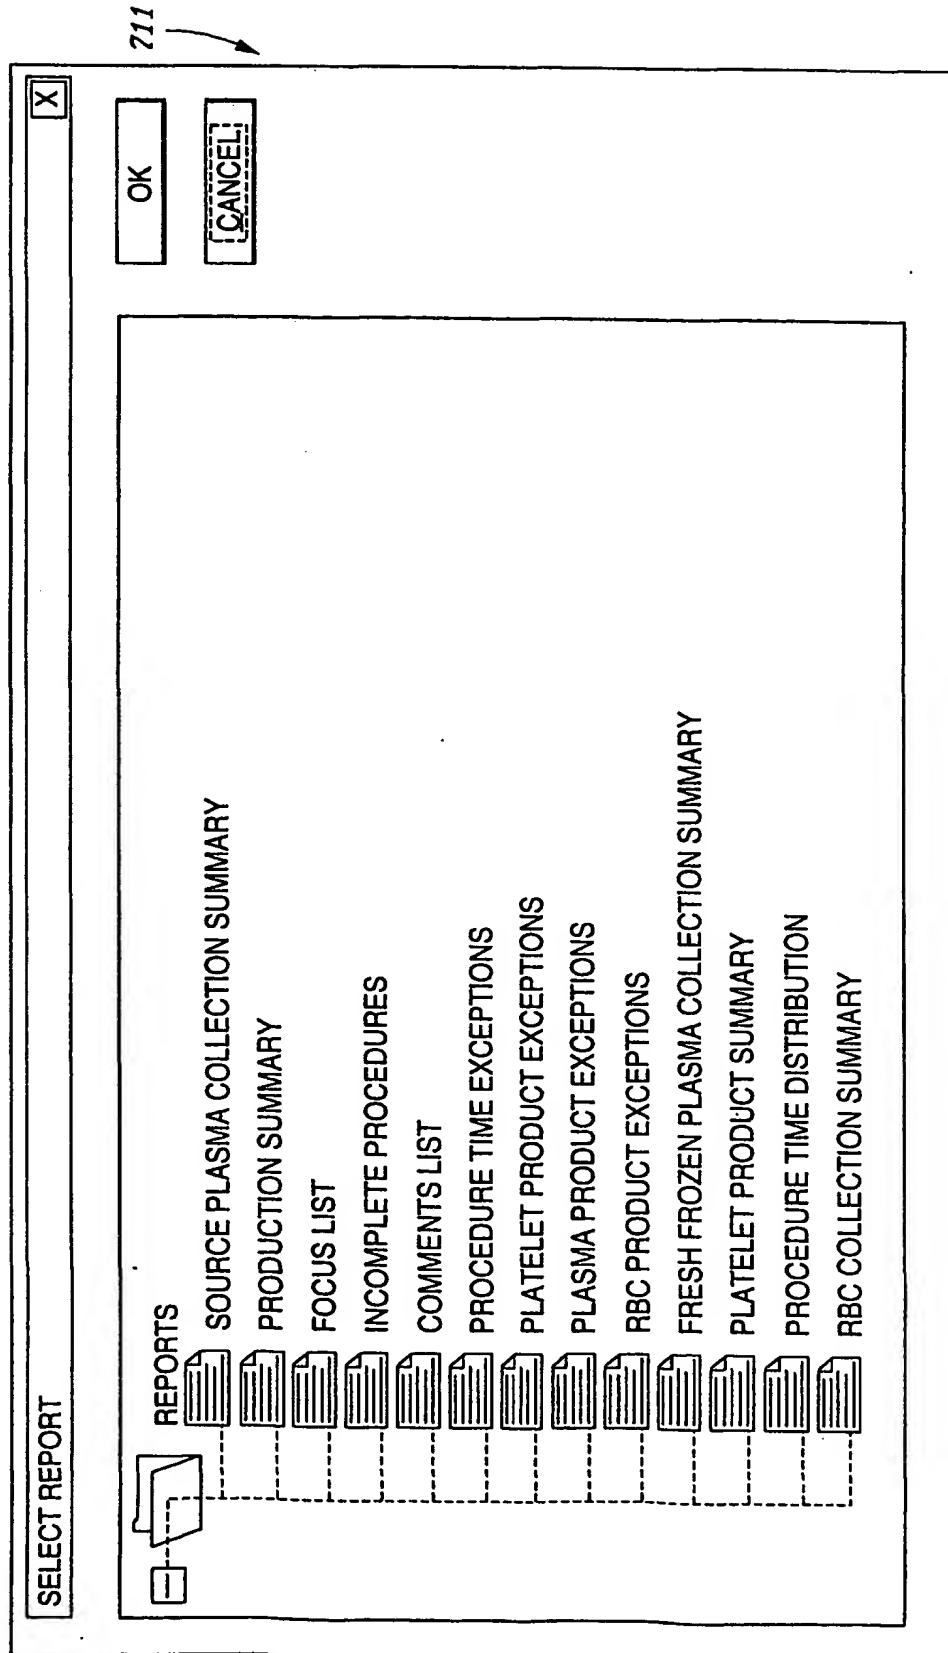 711
SELECT REPORT
X
REPORTS
SOURCE PLASMA COLLECTION SUMMARY
PRODUCTION SUMMARY
FOCUS LIST
INCOMPLETE PROCEDURES
COMMENTS LIST
PROCEDURE TIME EXCEPTIONS
PLATELET PRODUCT EXCEPTIONS
PLASMA PRODUCT EXCEPTIONS
RBC PRODUCT EXCEPTIONS
FRESH FROZEN PLASMA COLLECTION SUMMARY
PLATELET PRODUCT SUMMARY
PROCEDURE TIME DISTRIBUTION
RBC COLLECTION SUMMARY
OK
CANCEL